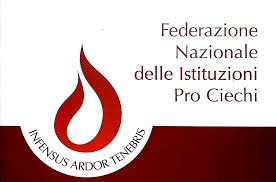 Federazione
Nazionale
delle Istituzioni
Pro Ciechi
INFENSUS ARDOR TENEBRIS